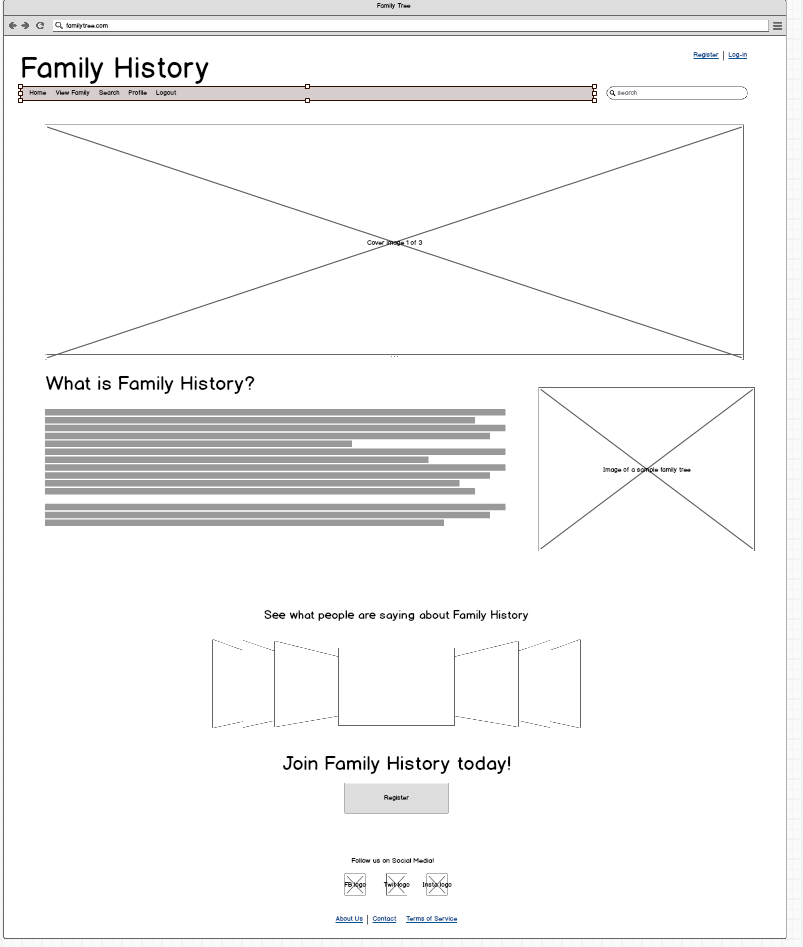 Family Tree
familytree.com
Register | Log-in
Family History
Home View Family Search Profile Logout
search
Cover image 1 of 3
...
What is Family History?
Image of a sample family tree
See what people are saying about Family History
Join Family History today!
Register
Follow us on Social Media!
FB logo Twit logo Insta logo
About Us | Contact Terms of Service